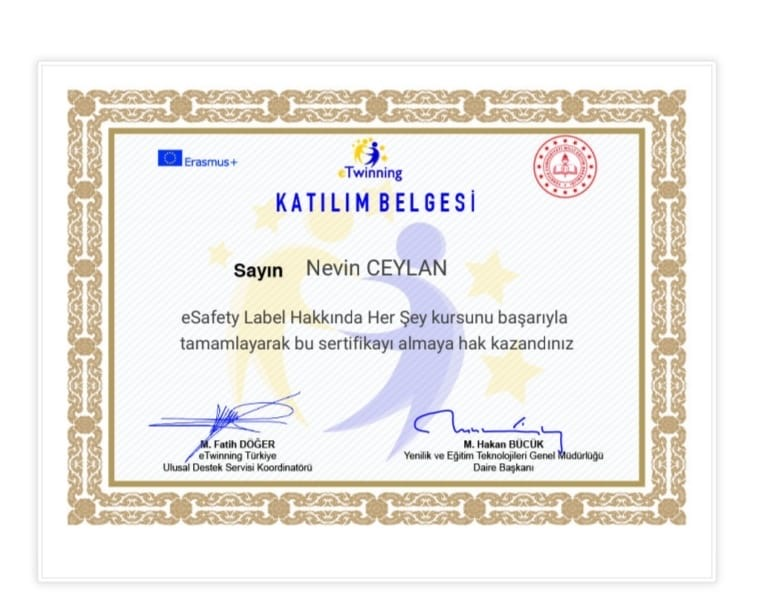 Erasmus+
eTwinning
KATILIM BELGESİ
Sayın Nevin CEYLAN
eSafety Label Hakkında Her Şey kursunu başarıyla
tamamlayarak bu sertifikayı almaya hak kazandınız
M. Fatih DÖĞER
eTwinning Türkiye
Ulusal Destek Servisi Koordinatörü
M. Hakan BÜCÜK
Yenilik ve Eğitim Teknolojileri Genel Müdürlüğü
Daire Başkanı